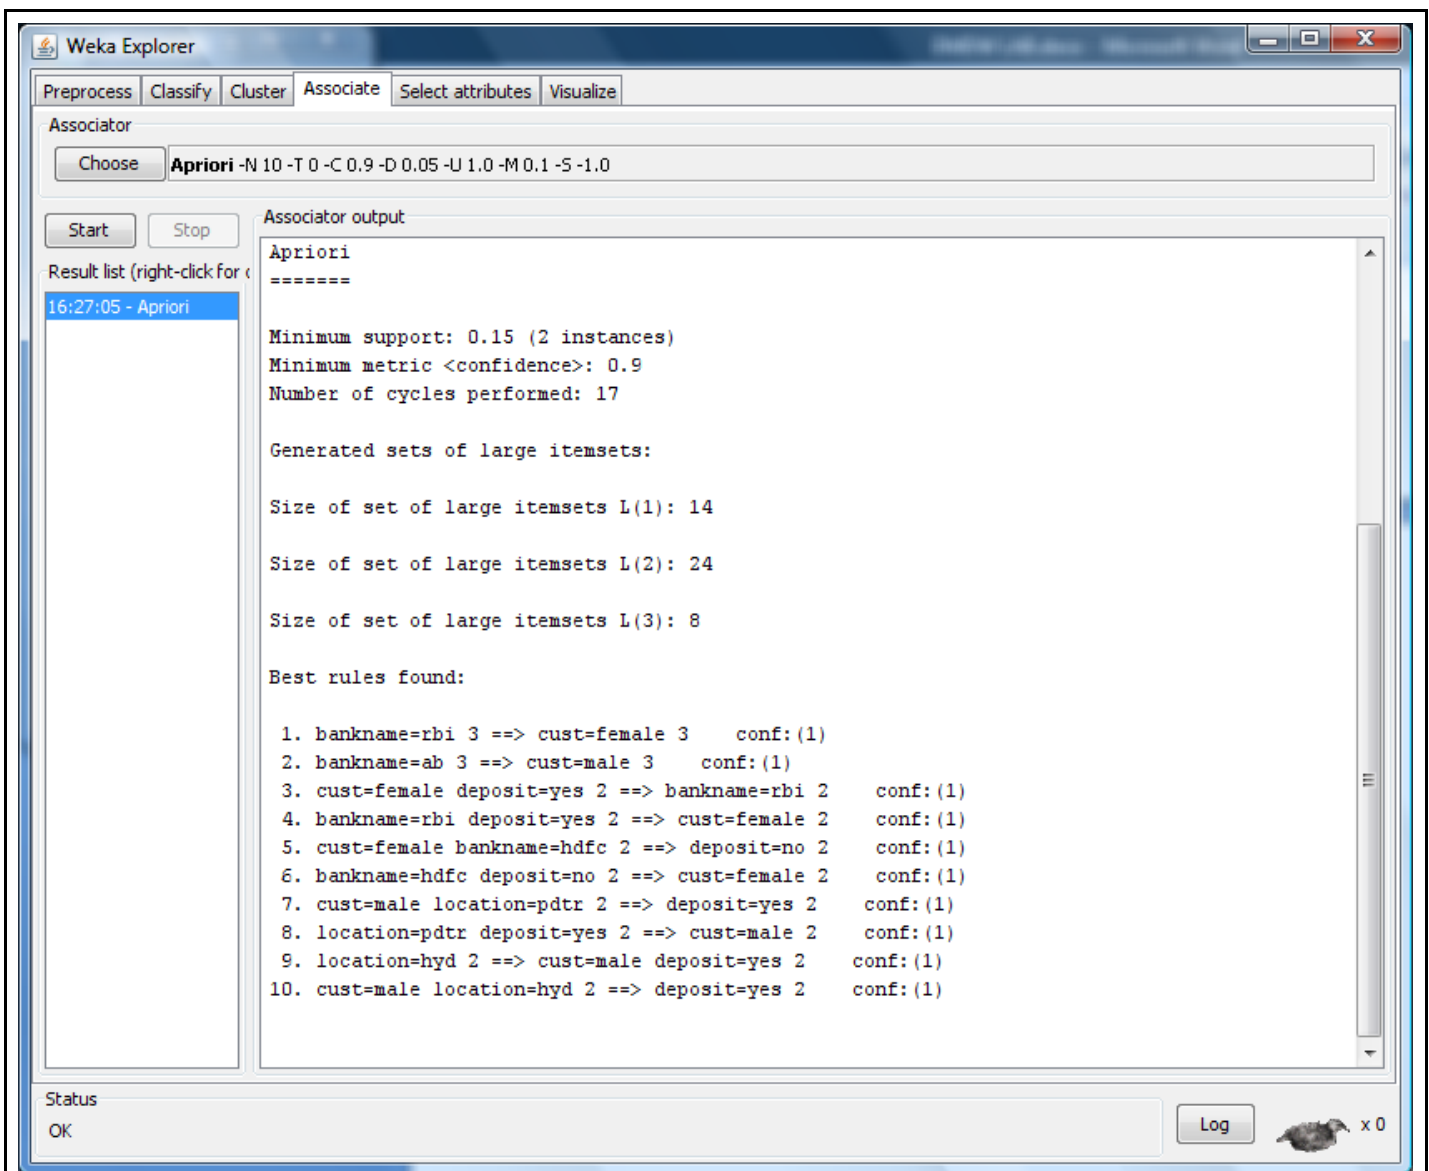 Weka Explorer
Preprocess Classify Cluster Associate Select attributes Visualize
Associator
Choose Apriori -N 10 -T 0 -C 0.9 -D 0.05 -U 1.0 -M 0.1 -S -1.0
Start Stop
Result list (right-click for
16:27:05 - Apriori
Associator output
Apriori
=======
Minimum support: 0.15 (2 instances)
Minimum metric <confidence>: 0.9
Number of cycles performed: 17
Generated sets of large itemsets:
Size of set of large itemsets L(1): 14
Size of set of large itemsets L(2): 24
Size of set of large itemsets L(3): 8
Best rules found:
1. bankname=rbi 3 ==> cust=female 3 conf:(1)
2. bankname=ab 3 ==> cust=male 3 conf:(1)
3. cust=female deposit=yes 2 ==> bankname=rbi 2 conf:(1)
4. bankname=rbi deposit=yes 2 ==> cust=female 2 conf:(1)
5. cust=female bankname=hdfc 2 ==> deposit=no 2 conf:(1)
6. bankname=hdfc deposit=no 2 ==> cust=female 2 conf:(1)
7. cust=male location=pdtr 2 ==> deposit=yes 2 conf:(1)
8. location=pdtr deposit=yes 2 ==> cust=male 2 conf:(1)
9. location=hyd 2 ==> cust=male deposit=yes 2 conf:(1)
10. cust=male location=hyd 2 ==> deposit=yes 2 conf:(1)
Status
OK
Log x 0